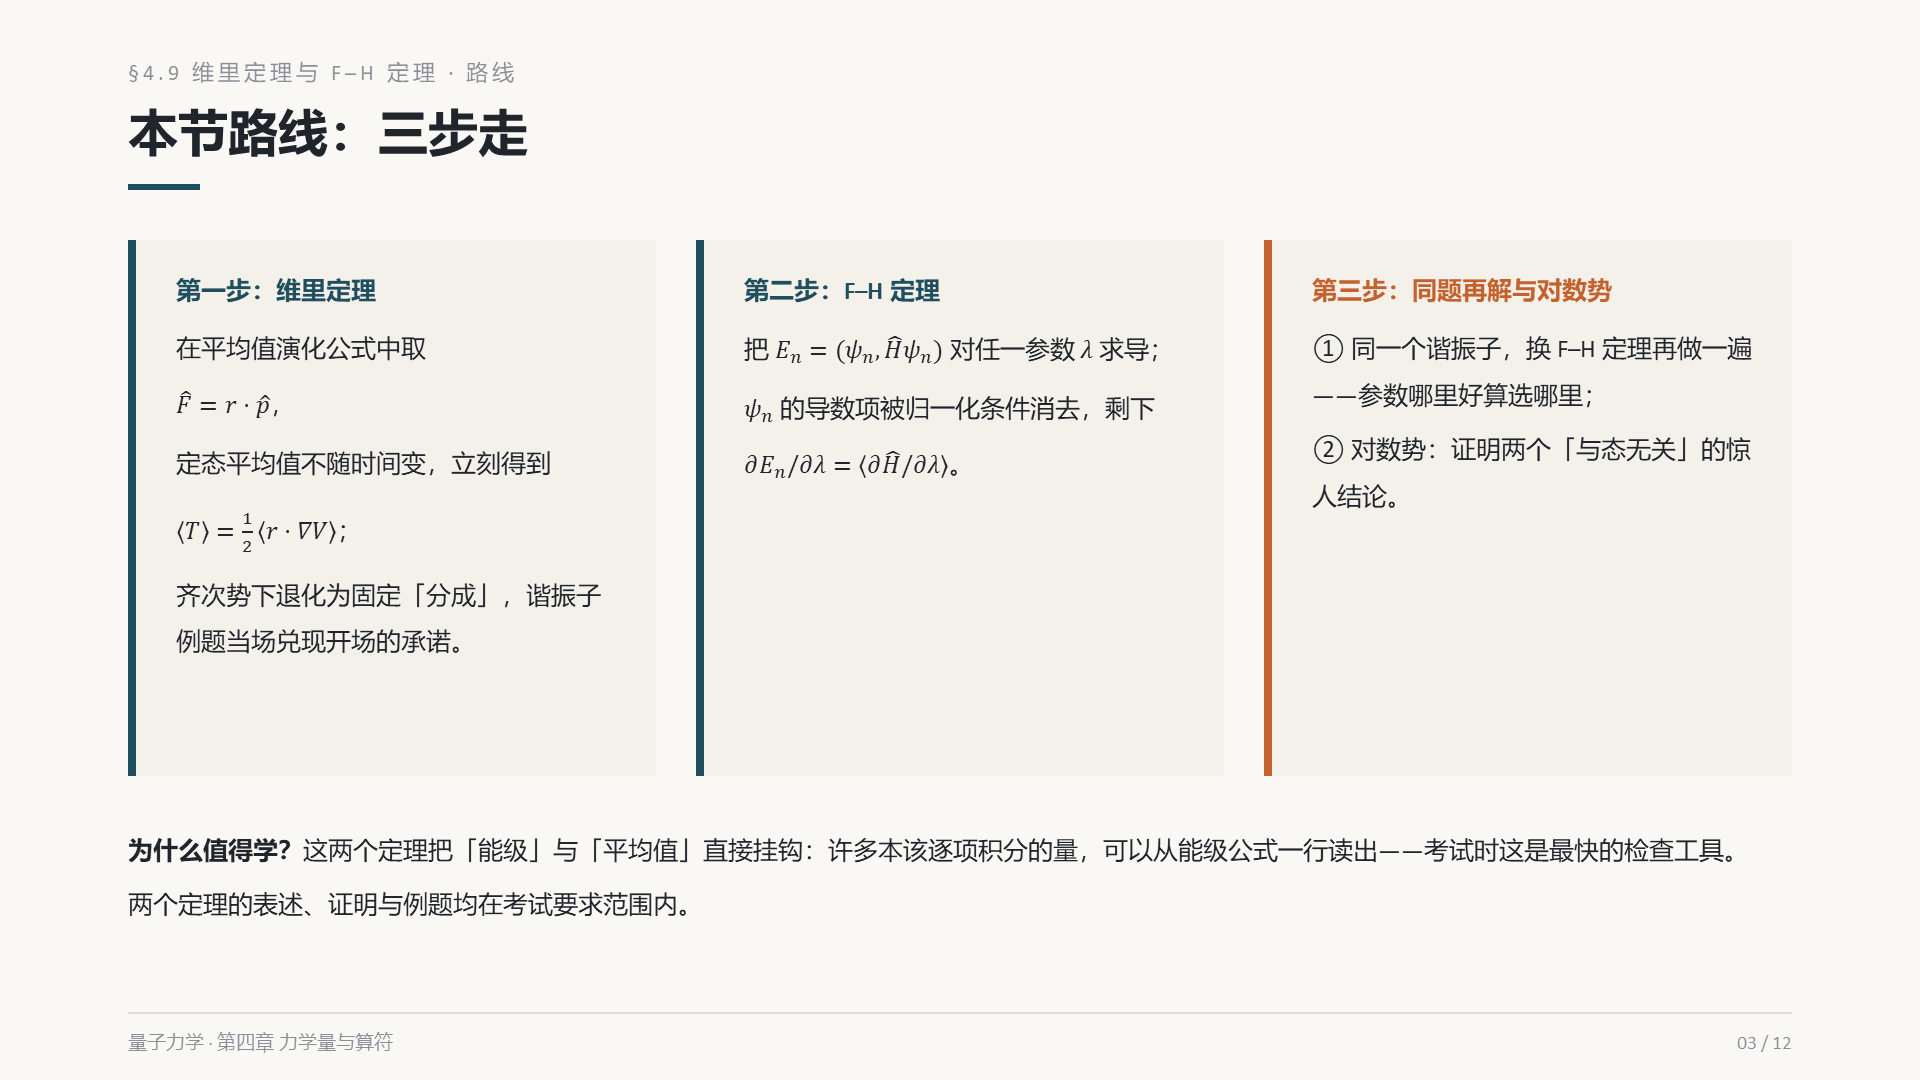 §4.9 维里定理与 F–H 定理 · 路线
本节路线：三步走
第一步：维里定理
在平均值演化公式中取
F̂ = r · p̂,
定态平均值不随时间变，立刻得到
⟨T⟩ = 1/2 ⟨r · ∇V⟩；
齐次势下退化为固定「分成」，谐振子
例题当场兑现开场的承诺。
第二步：F–H 定理
把 Eₙ = (ψₙ, Ĥψₙ) 对任一参数 λ 求导；
ψₙ 的导数项被归一化条件消去，剩下
∂Eₙ/∂λ = ⟨∂Ĥ/∂λ⟩。
第三步：同题再解与对数势
① 同一个谐振子，换 F–H 定理再做一遍
——参数哪里好算选哪里；
② 对数势：证明两个「与态无关」的惊
人结论。
为什么值得学？这两个定理把「能级」与「平均值」直接挂钩：许多本该逐项积分的量，可以从能级公式一行读出——考试时这是最快的检查工具。
两个定理的表述、证明与例题均在考试要求范围内。
量子力学 · 第四章 力学量与算符
03 / 12